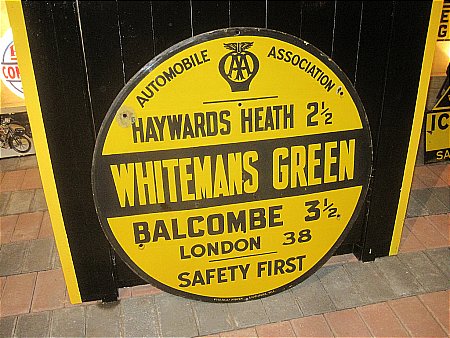 AUTOMOBILE ASSOCIATION
AA
HAYWARDS HEATH 2½
WHITEMANS GREEN
BALCOMBE 3½
LONDON 38
SAFETY FIRST